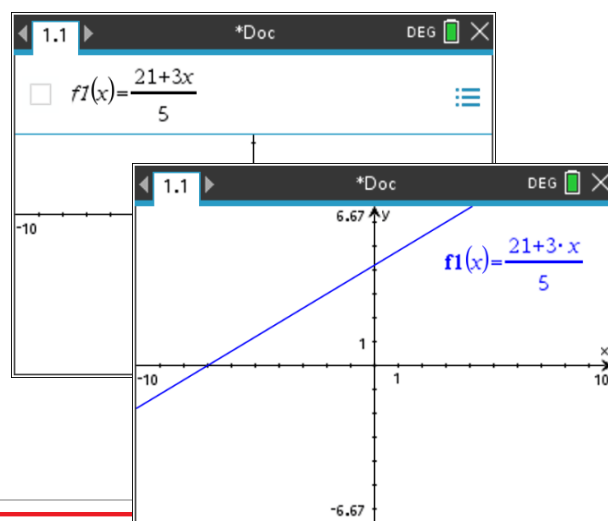 1.1 *Doc DEG
f1(x)=(21+3x)/5
-10
1.1 *Doc DEG
6.67 y
f1(x)=(21+3·x)/5
1
x
-10 1 10
-6.67